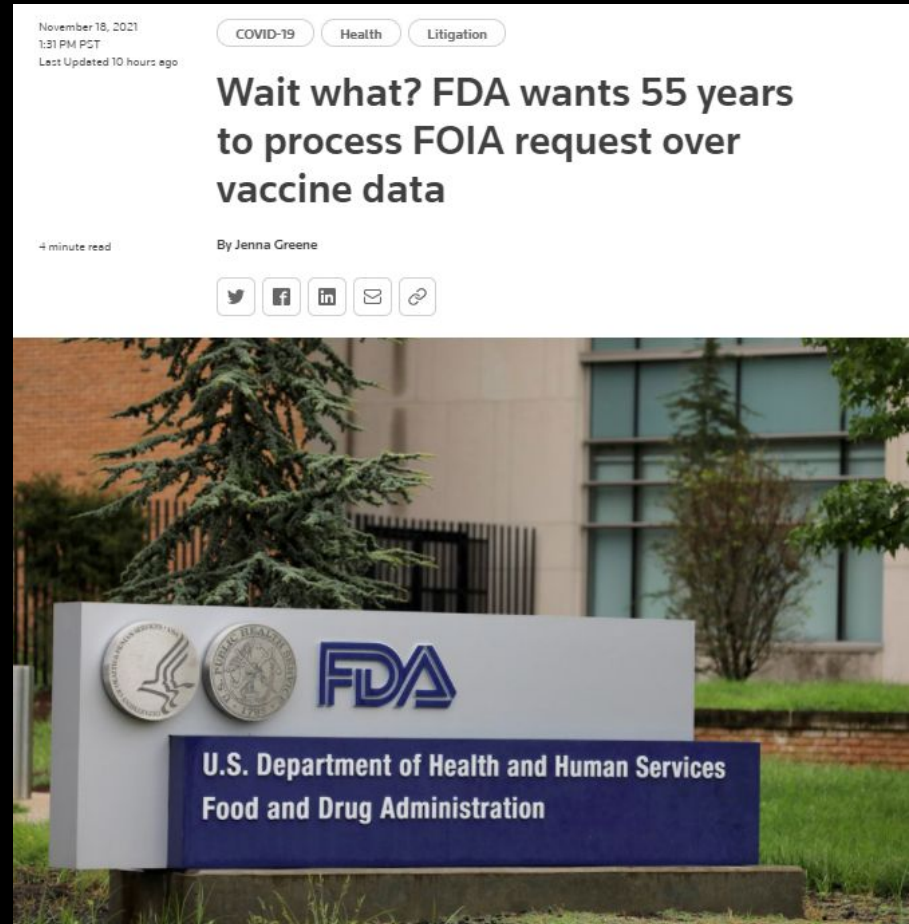 November 18, 2021
1:31 PM PST
Last Updated 10 hours ago
COVID-19 Health Litigation
Wait what? FDA wants 55 years
to process FOIA request over
vaccine data
4 minute read
By Jenna Greene
FDA
U.S. Department of Health and Human Services
Food and Drug Administration